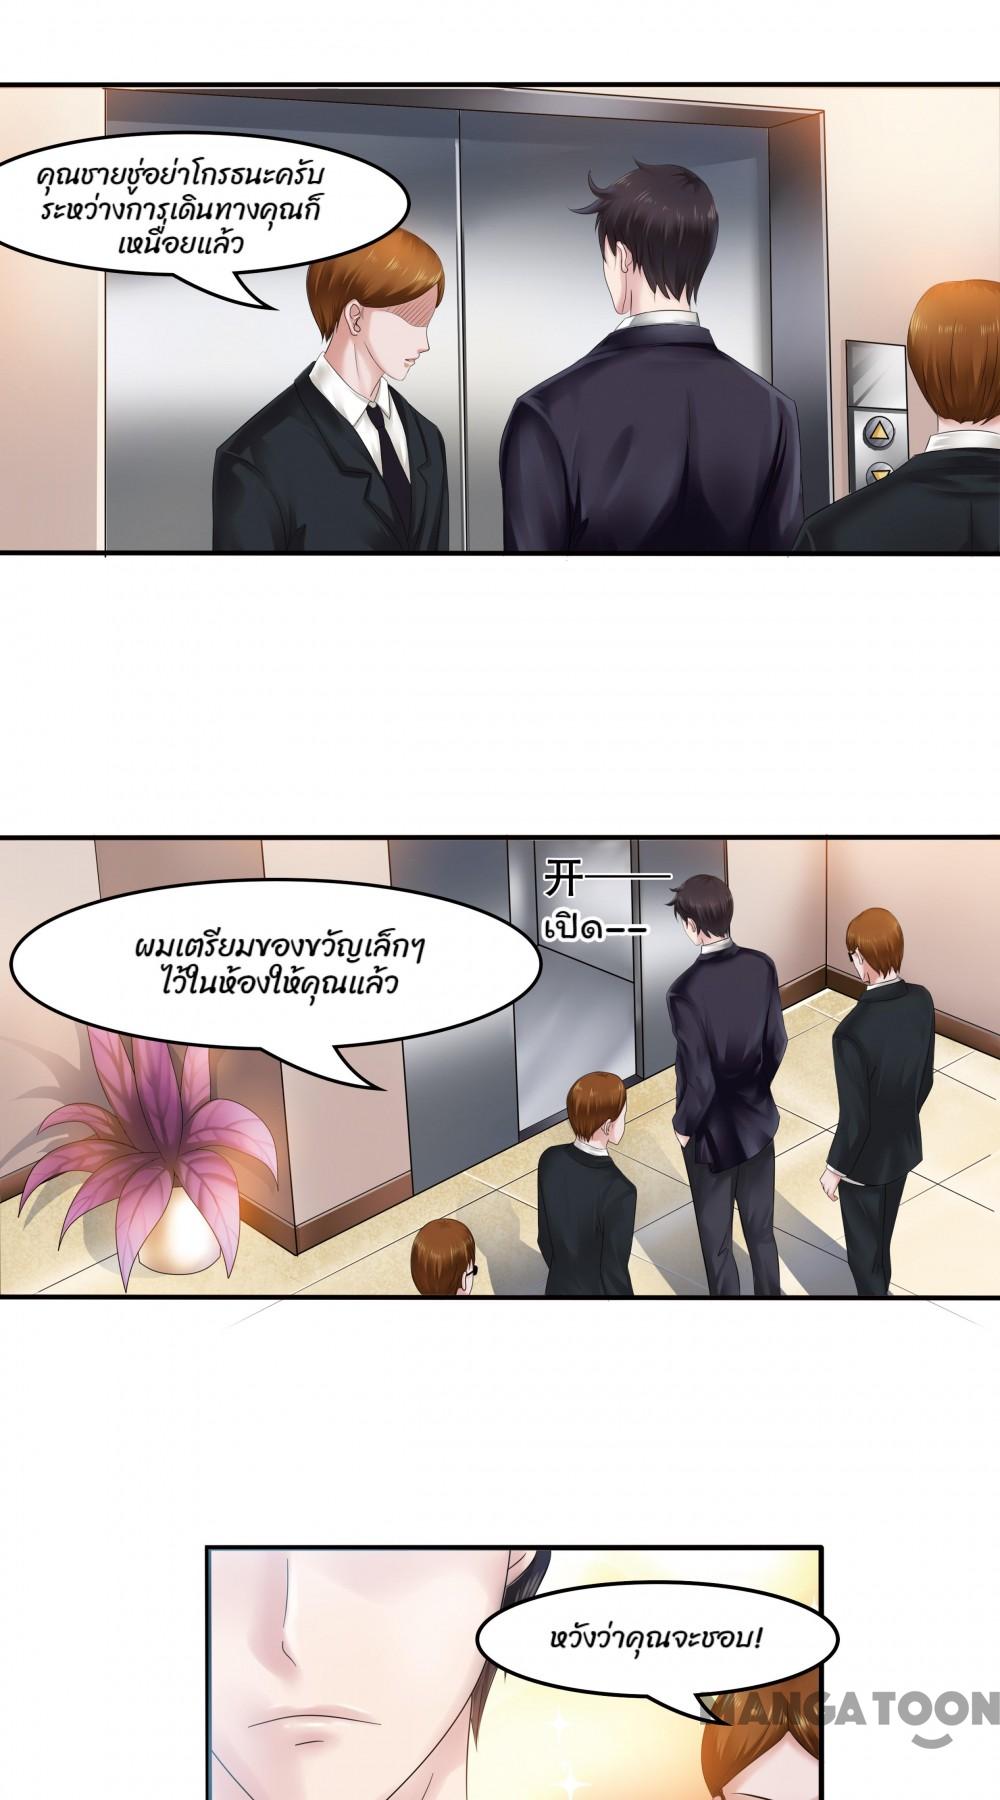 คุณชายชู่อย่าโกรธนะครับ
ระหว่างการเดินทางคุณก็
เหนื่อยแล้ว
开——
เปิด--
ผมเตรียมของขวัญเล็กๆ
ไว้ในห้องให้คุณแล้ว
หวังว่าคุณจะชอบ!
MANGATOON